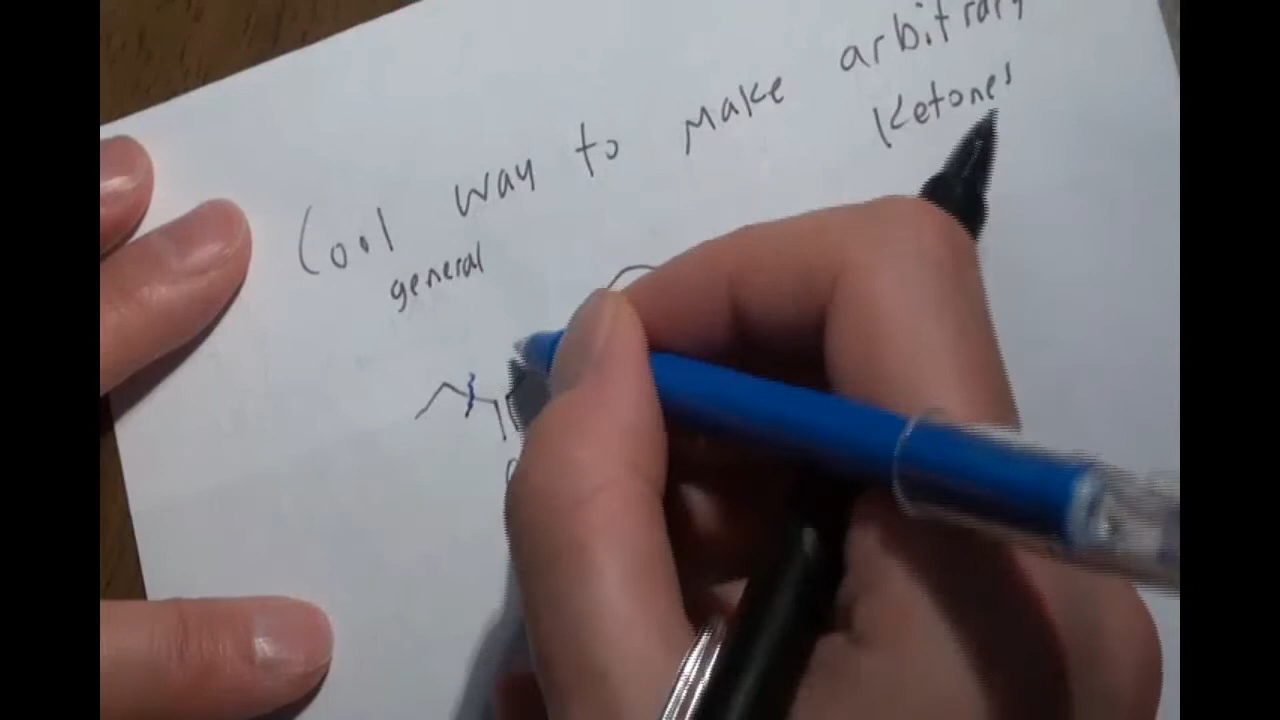 Cool way to make arbitrary
Ketones
general